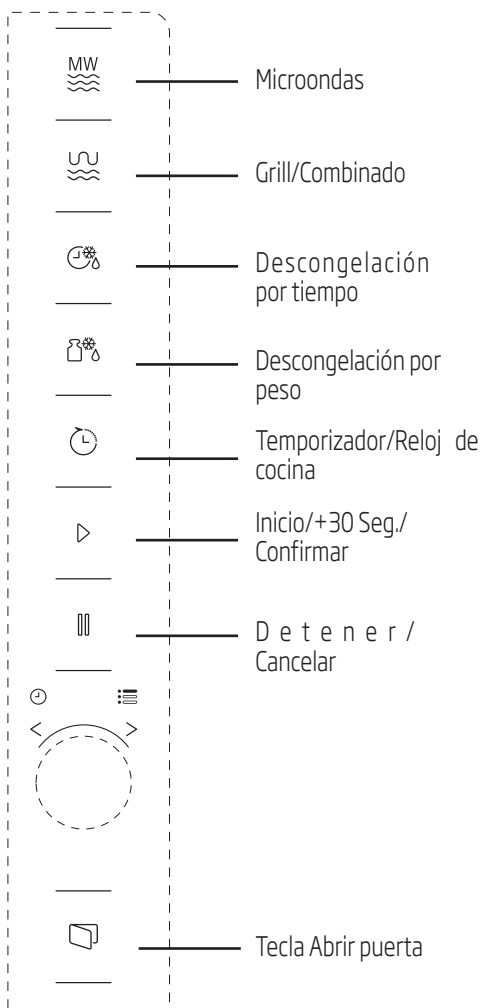 MW
Microondas
Grill/Combinado
Descongelación
por tiempo
Descongelación por
peso
Temporizador/Reloj de
cocina
Inicio/+30 Seg./
Confirmar
Detener/
Cancelar
Tecla Abrir puerta